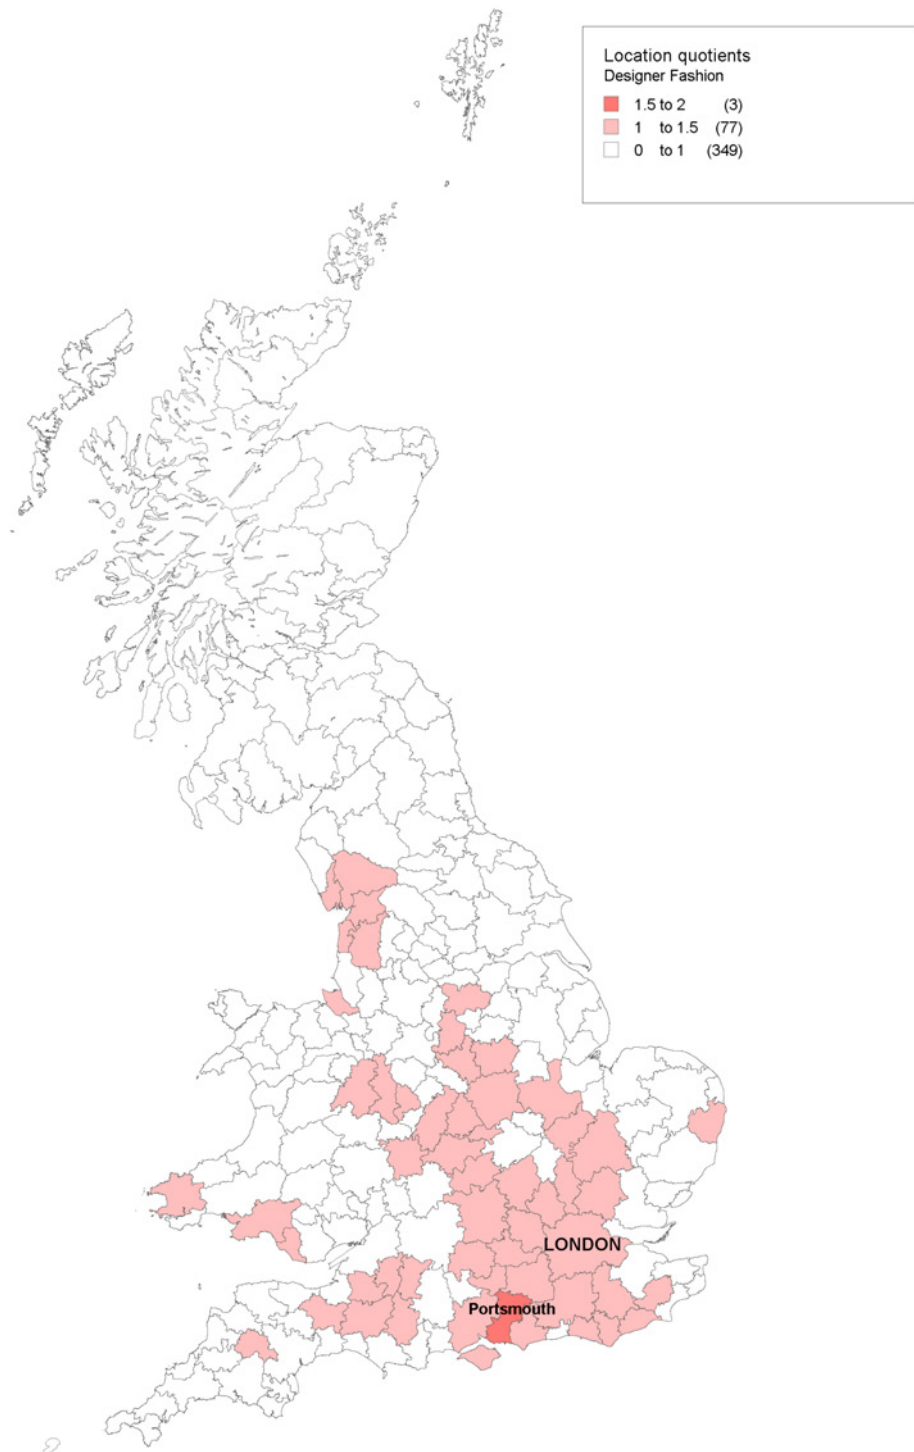 Location quotients
Designer Fashion
1.5 to 2 (3)
1 to 1.5 (77)
0 to 1 (349)
LONDON
Portsmouth